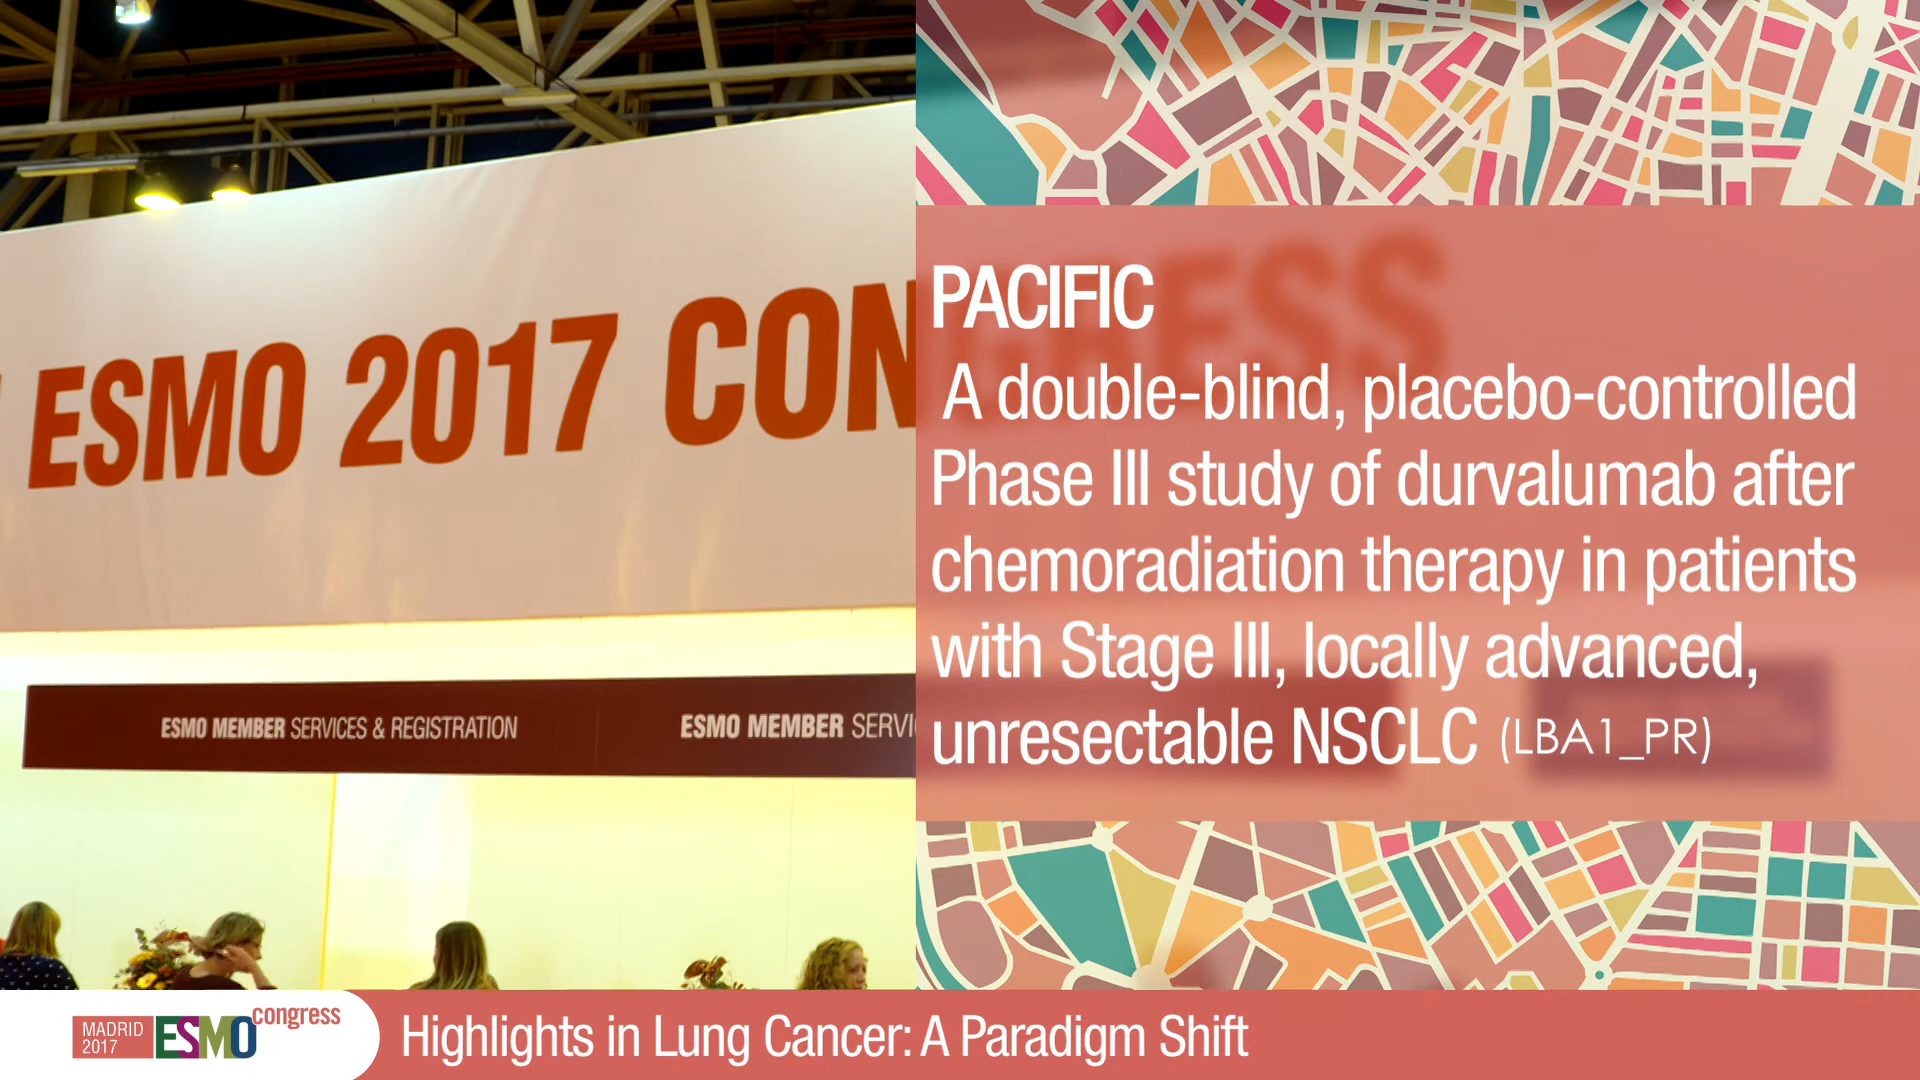 ESMO 2017 CON
ESMO MEMBER SERVICES & REGISTRATION
ESMO MEMBER SERVI
PACIFIC
A double-blind, placebo-controlled
Phase III study of durvalumab after
chemoradiation therapy in patients
with Stage III, locally advanced,
unresectable NSCLC (LBA1_PR)
MADRID
2017
ESMO congress
Highlights in Lung Cancer: A Paradigm Shift